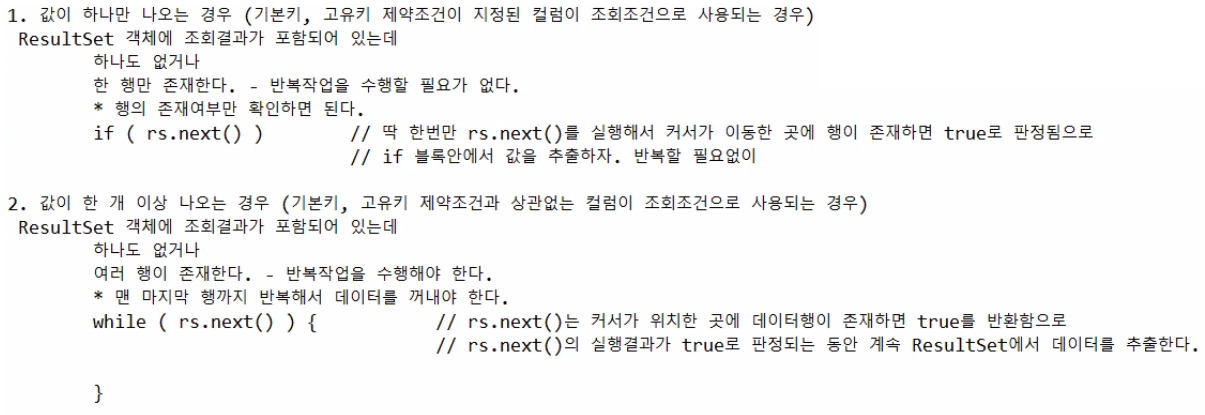 1. 값이 하나만 나오는 경우 (기본키, 고유키 제약조건이 지정된 컬럼이 조회조건으로 사용되는 경우)
ResultSet 객체에 조회결과가 포함되어 있는데
하나도 없거나
한 행만 존재한다. - 반복작업을 수행할 필요가 없다.
* 행의 존재여부만 확인하면 된다.
if ( rs.next() ) // 딱 한번만 rs.next()를 실행해서 커서가 이동한 곳에 행이 존재하면 true로 판정됨으로
// if 블록안에서 값을 추출하자. 반복할 필요없이
2. 값이 한 개 이상 나오는 경우 (기본키, 고유키 제약조건과 상관없는 컬럼이 조회조건으로 사용되는 경우)
ResultSet 객체에 조회결과가 포함되어 있는데
하나도 없거나
여러 행이 존재한다. - 반복작업을 수행해야 한다.
* 맨 마지막 행까지 반복해서 데이터를 꺼내야 한다.
while ( rs.next() ) { // rs.next()는 커서가 위치한 곳에 데이터행이 존재하면 true를 반환함으로
// rs.next()의 실행결과가 true로 판정되는 동안 계속 ResultSet에서 데이터를 추출한다.
}